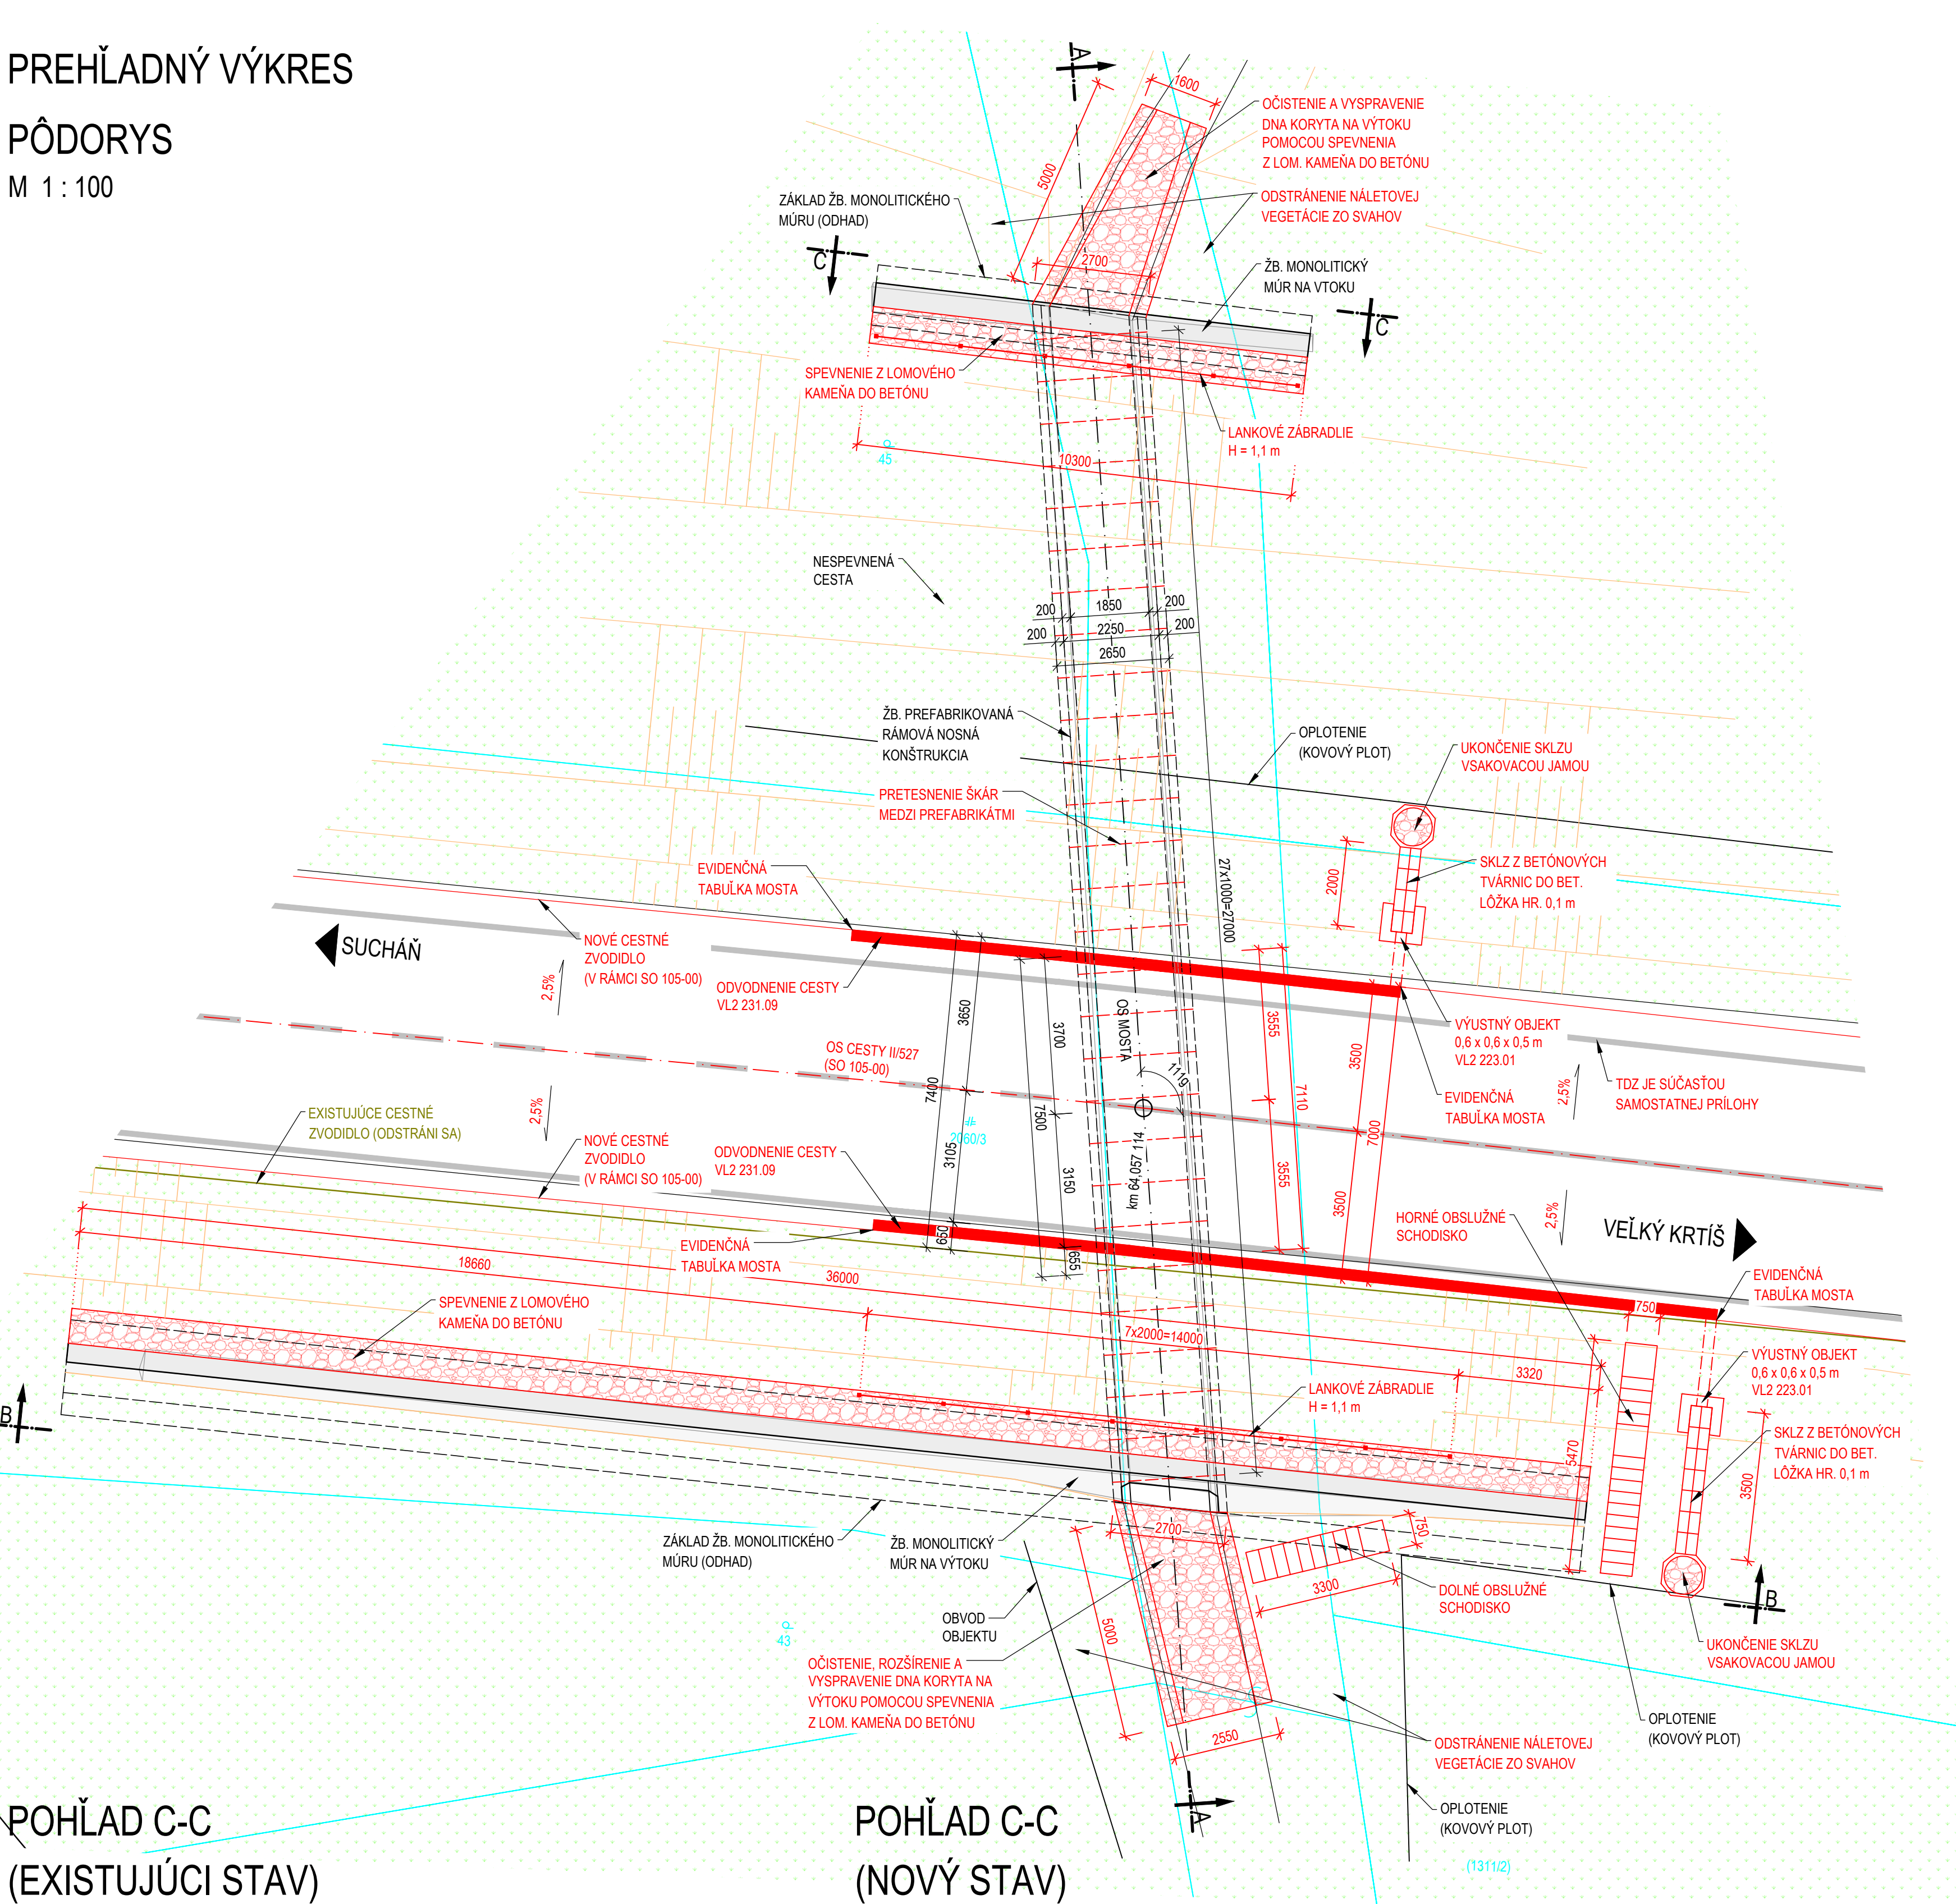 PREHĽADNÝ VÝKRES
PÔDORYS
M 1 : 100
A
1600
5000
OČISTENIE A VYSPRAVENIE
DNA KORYTA NA VÝTOKU
POMOCOU SPEVNENIA
Z LOM. KAMEŇA DO BETÓNU
ZÁKLAD ŽB. MONOLITICKÉHO
MÚRU (ODHAD)
ODSTRÁNENIE NÁLETOVEJ
VEGETÁCIE ZO SVAHOV
C
2700
ŽB. MONOLITICKÝ
MÚR NA VTOKU
C
SPEVNENIE Z LOMOVÉHO
KAMEŇA DO BETÓNU
LANKOVÉ ZÁBRADLIE
H = 1,1 m
45
10300
NESPEVNENÁ
CESTA
200 1850 200
200 2250 200
2650
ŽB. PREFABRIKOVANÁ
RÁMOVÁ NOSNÁ
KONŠTRUKCIA
OPLOTENIE
(KOVOVÝ PLOT)
UKONČENIE SKLZU
VSAKOVACOU JAMOU
PRETESNENIE ŠKÁR
MEDZI PREFABRIKÁTMI
27x1000=27000
2000
SKLZ Z BETÓNOVÝCH
TVÁRNIC DO BET.
LÔŽKA HR. 0,1 m
EVIDENČNÁ
TABUĽKA MOSTA
SUCHÁŇ
NOVÉ CESTNÉ
ZVODIDLO
(V RÁMCI SO 105-00)
2,5%
ODVODNENIE CESTY
VL2 231.09
3650
3700
OS MOSTA
3555
3500
VÝUSTNÝ OBJEKT
0,6 x 0,6 x 0,5 m
VL2 223.01
OS CESTY II/527
(SO 105-00)
7400
7500
111g
7110
7000
2,5%
TDZ JE SÚČASŤOU
SAMOSTATNEJ PRÍLOHY
EVIDENČNÁ
TABUĽKA MOSTA
EXISTUJÚCE CESTNÉ
ZVODIDLO (ODSTRÁNI SA)
2,5%
NOVÉ CESTNÉ
ZVODIDLO
(V RÁMCI SO 105-00)
ODVODNENIE CESTY
VL2 231.09
2060/3
3105
3150
km 64,057 114
3555
3500
650
655
HORNÉ OBSLUŽNÉ
SCHODISKO
2,5%
VEĽKÝ KRTÍŠ
EVIDENČNÁ
TABUĽKA MOSTA
18660
36000
EVIDENČNÁ
TABUĽKA MOSTA
750
SPEVNENIE Z LOMOVÉHO
KAMEŇA DO BETÓNU
7x2000=14000
3320
VÝUSTNÝ OBJEKT
0,6 x 0,6 x 0,5 m
VL2 223.01
LANKOVÉ ZÁBRADLIE
H = 1,1 m
B
5470
SKLZ Z BETÓNOVÝCH
TVÁRNIC DO BET.
LÔŽKA HR. 0,1 m
3500
ZÁKLAD ŽB. MONOLITICKÉHO
MÚRU (ODHAD)
ŽB. MONOLITICKÝ
MÚR NA VÝTOKU
2700
750
3300
DOLNÉ OBSLUŽNÉ
SCHODISKO
B
OBVOD
OBJEKTU
43
5000
UKONČENIE SKLZU
VSAKOVACOU JAMOU
OČISTENIE, ROZŠÍRENIE A
VYSPRAVENIE DNA KORYTA NA
VÝTOKU POMOCOU SPEVNENIA
Z LOM. KAMEŇA DO BETÓNU
2550
ODSTRÁNENIE NÁLETOVEJ
VEGETÁCIE ZO SVAHOV
OPLOTENIE
(KOVOVÝ PLOT)
A
OPLOTENIE
(KOVOVÝ PLOT)
(1311/2)
POHĽAD C-C
(EXISTUJÚCI STAV)
POHĽAD C-C
(NOVÝ STAV)